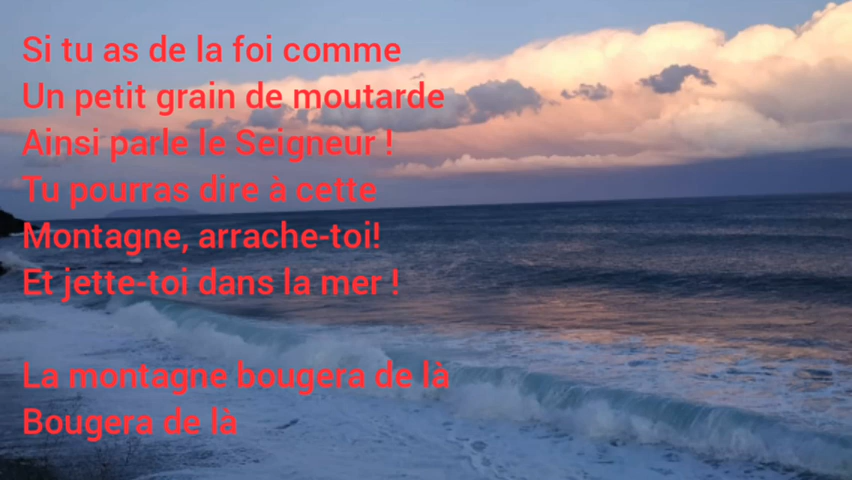 Si tu as de la foi comme
Un petit grain de moutarde
Ainsi parle le Seigneur !
Tu pourras dire à cette
Montagne, arrache-toi!
Et jette-toi dans la mer !
La montagne bougera de là
Bougera de là